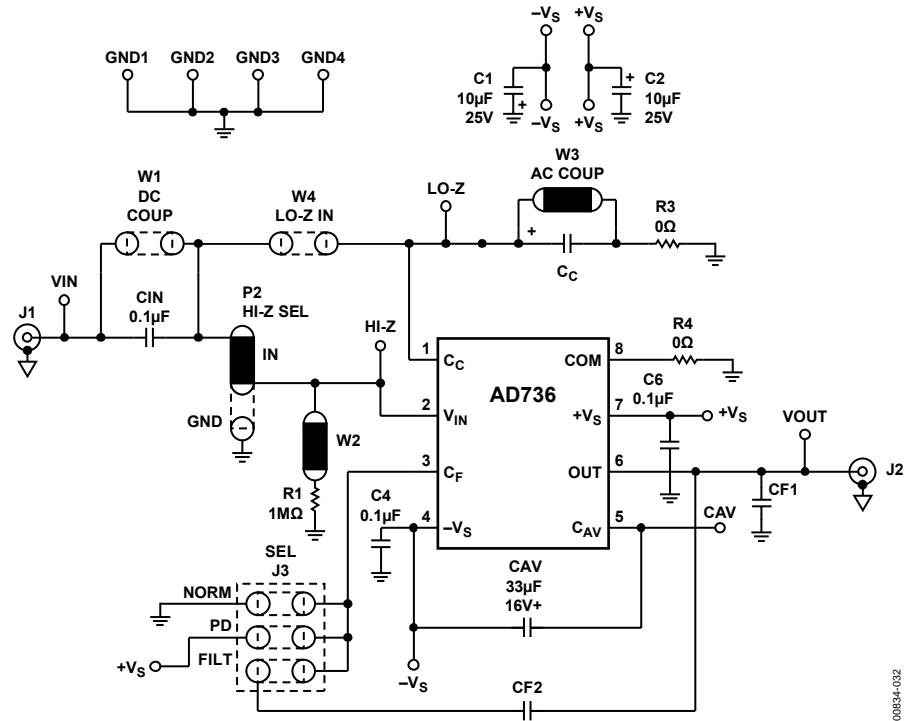 –VS +VS
GND1 GND2 GND3 GND4
C1
10µF
25V
+
–VS +VS
+
C2
10µF
25V
W1
DC
COUP
W4
LO-Z IN
LO-Z
W3
AC COUP
+
CC
R3
0Ω
J1
VIN
CIN
0.1µF
P2
HI-Z SEL
IN
GND
HI-Z
W2
R1
1MΩ
AD736
1 CC
2 VIN
3 CF
4 –VS
COM 8
+VS 7
OUT 6
CAV 5
R4
0Ω
C6
0.1µF
+VS
VOUT
J2
CF1
CAV
C4
0.1µF
CAV
33µF
16V+
–VS
SEL
J3
NORM
PD
FILT
+VS
CF2
00834-032